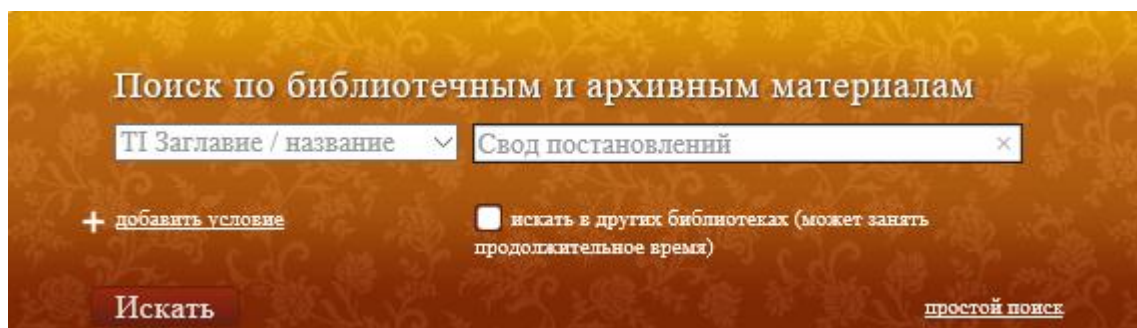 Поиск по библиотечным и архивным материалам
TI Заглавие / название
Свод постановлений ×
+ добавить условие
искать в других библиотеках (может занять
продолжительное время)
Искать
простой поиск